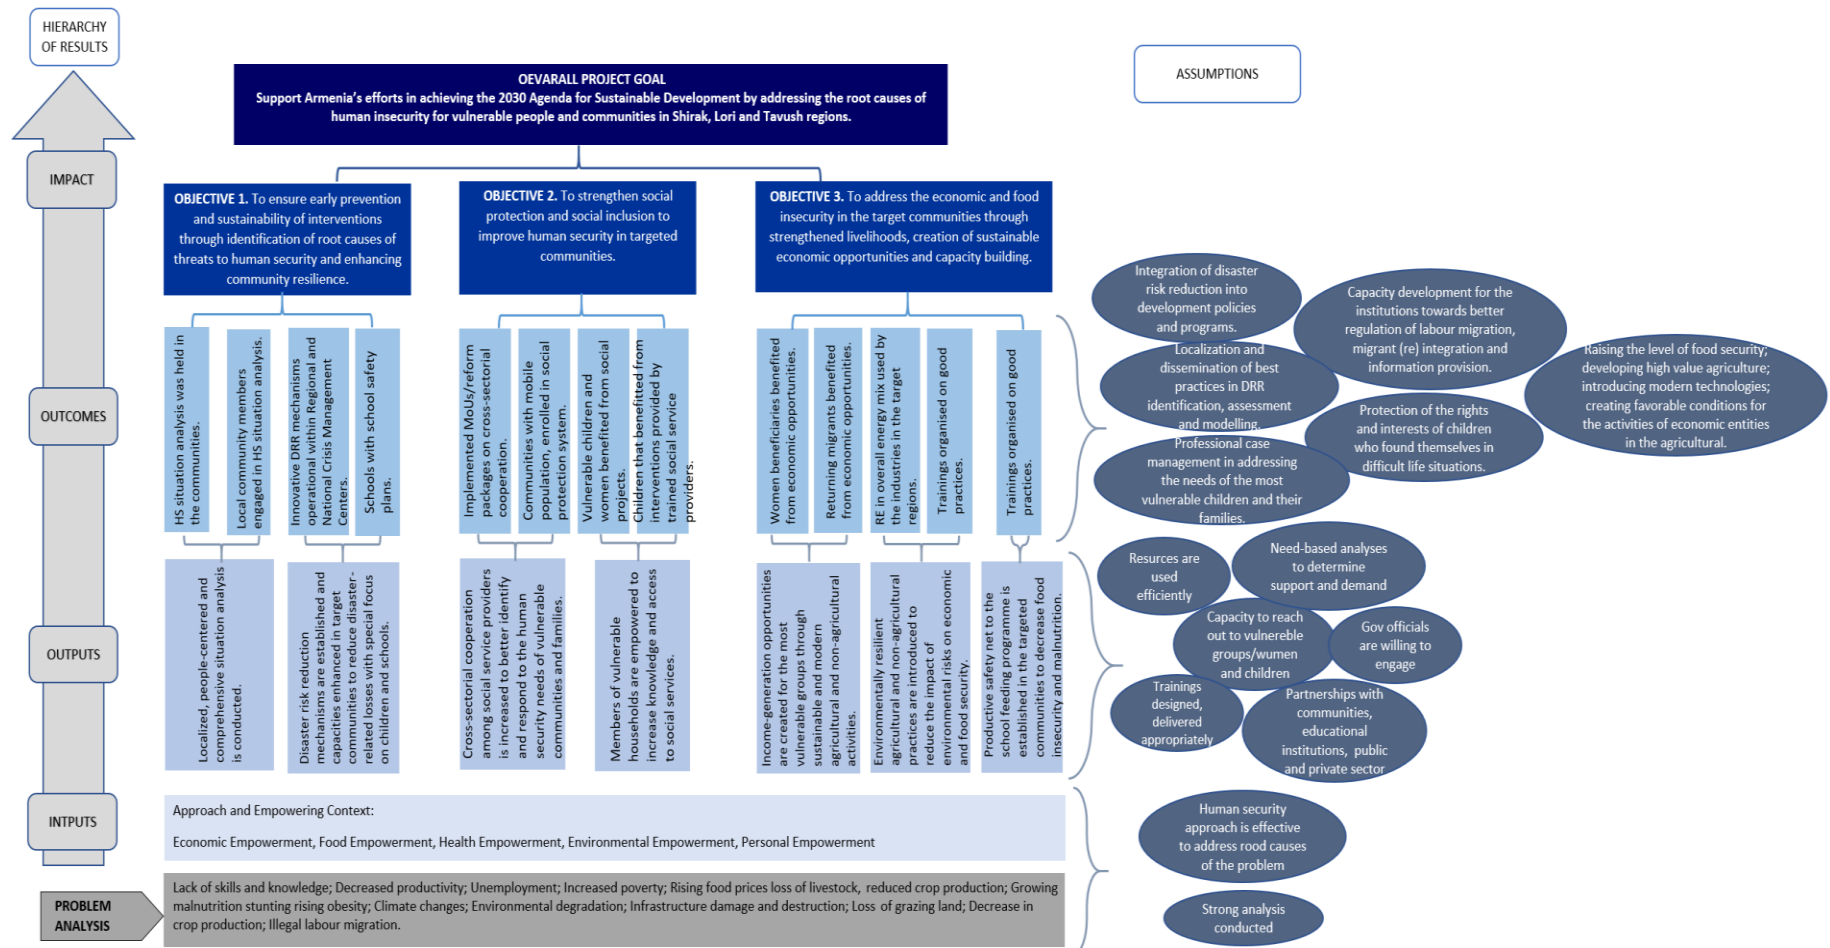 HIERARCHY
OF RESULTS
OEVARALL PROJECT GOAL
Support Armenia's efforts in achieving the 2030 Agenda for Sustainable Development by addressing the root causes of
human insecurity for vulnerable people and communities in Shirak, Lori and Tavush regions.
ASSUMPTIONS
IMPACT
OBJECTIVE 1. To ensure early prevention
and sustainability of interventions
through identification of root causes of
threats to human security and enhancing
community resilience.
OBJECTIVE 2. To strengthen social
protection and social inclusion to
improve human security in targeted
communities.
OBJECTIVE 3. To address the economic and food
insecurity in the target communities through
strengthened livelihoods, creation of sustainable
economic opportunities and capacity building.
OUTCOMES
HS situation analysis was held in
the communities.
Local community members
engaged in HS situation analysis.
Innovative DRR mechanisms
operational within Regional and
National Crisis Management
Centers.
Schools with school safety
plans.
Implemented MoUs/reform
packages on cross-sectorial
cooperation.
Communities with mobile
population, enrolled in social
protection system.
Vulnerable children and
women benefited from social
projects.
Children that benefitted from
interventions provided by
trained social service
providers.
Women beneficiaries benefited
from economic opportunities.
Returning migrants benefited
from economic opportunities.
RE in overall energy mix used by
the industries in the target
regions.
Trainings organised on good
practices.
Trainings organised on good
practices.
Integration of disaster
risk reduction into
development policies
and programs.
Capacity development for the
institutions towards better
regulation of labour migration,
migrant (re) integration and
information provision.
Localization and
dissemination of best
practices in DRR
identification, assessment
and modelling.
Raising the level of food security;
developing high value agriculture;
introducing modern technologies;
creating favorable conditions for
the activities of economic entities
in the agricultural.
Protection of the rights
and interests of children
who found themselves in
difficult life situations.
Professional case
management in addressing
the needs of the most
vulnerable children and their
families.
OUTPUTS
Localized, people-centered and
comprehensive situation analysis
is conducted.
Disaster risk reduction
mechanisms are established and
capacities enhanced in target
communities to reduce disaster-
related losses with special focus
on children and schools.
Cross-sectorial cooperation
among social service providers
is increased to better identify
and respond to the human
security needs of vulnerable
communities and families.
Members of vulnerable
households are empowered to
increase knowledge and access
to social services.
Income-generation opportunities
are created for the most
vulnerable groups through
sustainable and modern
agricultural and non-agricultural
activities.
Environmentally resilient
agricultural and non-agricultural
practices are introduced to
reduce the impact of
environmental risks on economic
and food security.
Productive safety net to the
school feeding programme is
established in the targeted
communities to decrease food
insecurity and malnutrition.
Resurces are
used
efficiently
Need-based analyses
to determine
support and demand
Capacity to reach
out to vulnereble
groups/women
and children
Gov officials
are willing to
engage
Trainings
designed,
delivered
appropriately
Partnerships with
communities,
educational
institutions, public
and private sector
INTPUTS
Approach and Empowering Context:
Economic Empowerment, Food Empowerment, Health Empowerment, Environmental Empowerment, Personal Empowerment
Human security
approach is effective
to address rood causes
of the problem
PROBLEM
ANALYSIS
Lack of skills and knowledge; Decreased productivity; Unemployment; Increased poverty; Rising food prices loss of livestock, reduced crop production; Growing
malnutrition stunting rising obesity; Climate changes; Environmental degradation; Infrastructure damage and destruction; Loss of grazing land; Decrease in
crop production; Illegal labour migration.
Strong analysis
conducted